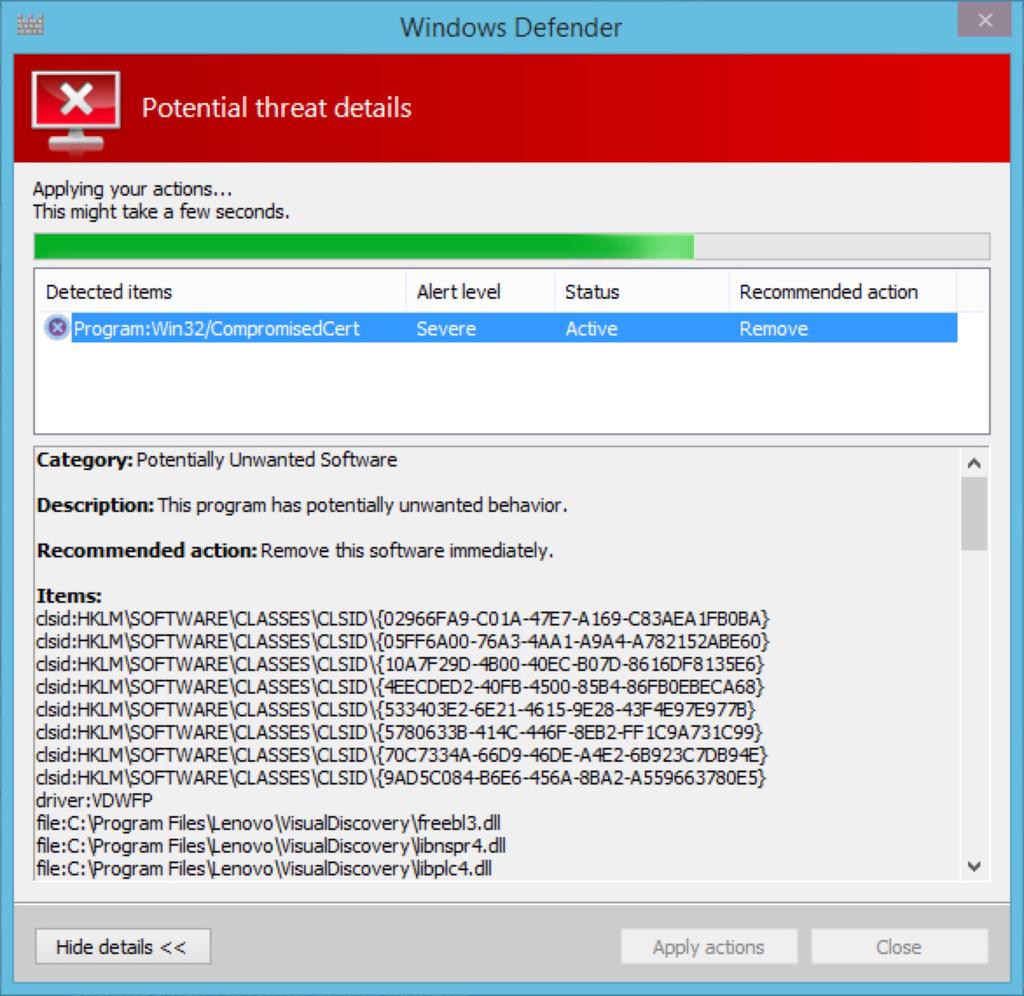 Windows Defender
Potential threat details
Applying your actions...
This might take a few seconds.
Detected items Alert level Status Recommended action
Program:Win32/CompromisedCert Severe Active Remove
Category: Potentially Unwanted Software
Description: This program has potentially unwanted behavior.
Recommended action: Remove this software immediately.
Items:
clsid:HKLM\SOFTWARE\CLASSES\CLSID\{02966FA9-C01A-47E7-A169-C83AEA1FB0BA}
clsid:HKLM\SOFTWARE\CLASSES\CLSID\{05FF6A00-76A3-4AA1-A9A4-A782152ABE60}
clsid:HKLM\SOFTWARE\CLASSES\CLSID\{10A7F29D-4B00-40EC-B07D-8616DF8135E6}
clsid:HKLM\SOFTWARE\CLASSES\CLSID\{4EECDED2-40FB-4500-85B4-86FB0EBECA68}
clsid:HKLM\SOFTWARE\CLASSES\CLSID\{533403E2-6E21-4615-9E28-43F4E97E977B}
clsid:HKLM\SOFTWARE\CLASSES\CLSID\{5780633B-414C-446F-8EB2-FF1C9A731C99}
clsid:HKLM\SOFTWARE\CLASSES\CLSID\{70C7334A-66D9-46DE-A4E2-6B923C7DB94E}
clsid:HKLM\SOFTWARE\CLASSES\CLSID\{9AD5C084-B6E6-456A-8BA2-A559663780E5}
driver:VDWFP
file:C:\Program Files\Lenovo\VisualDiscovery\freebl3.dll
file:C:\Program Files\Lenovo\VisualDiscovery\libnspr4.dll
file:C:\Program Files\Lenovo\VisualDiscovery\libplc4.dll
Hide details << Apply actions Close